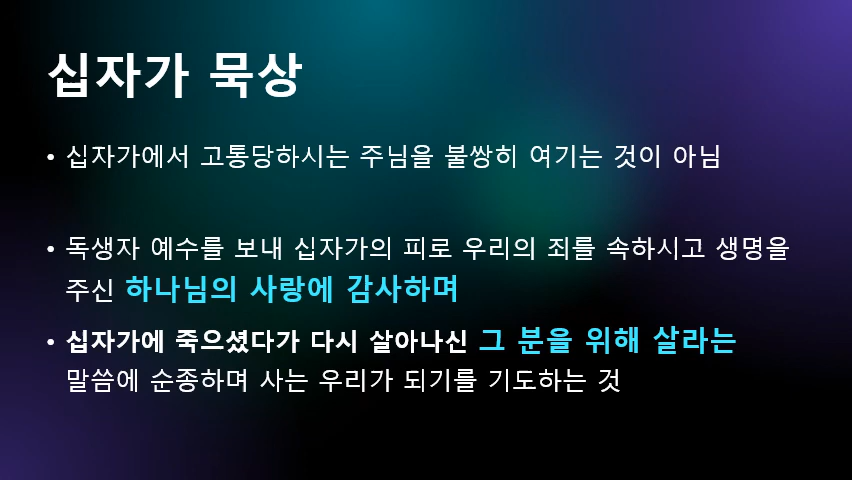 십자가 묵상
• 십자가에서 고통당하시는 주님을 불쌍히 여기는 것이 아님
• 독생자 예수를 보내 십자가의 피로 우리의 죄를 속하시고 생명을
주신 하나님의 사랑에 감사하며
• 십자가에 죽으셨다가 다시 살아나신 그 분을 위해 살라는
말씀에 순종하며 사는 우리가 되기를 기도하는 것